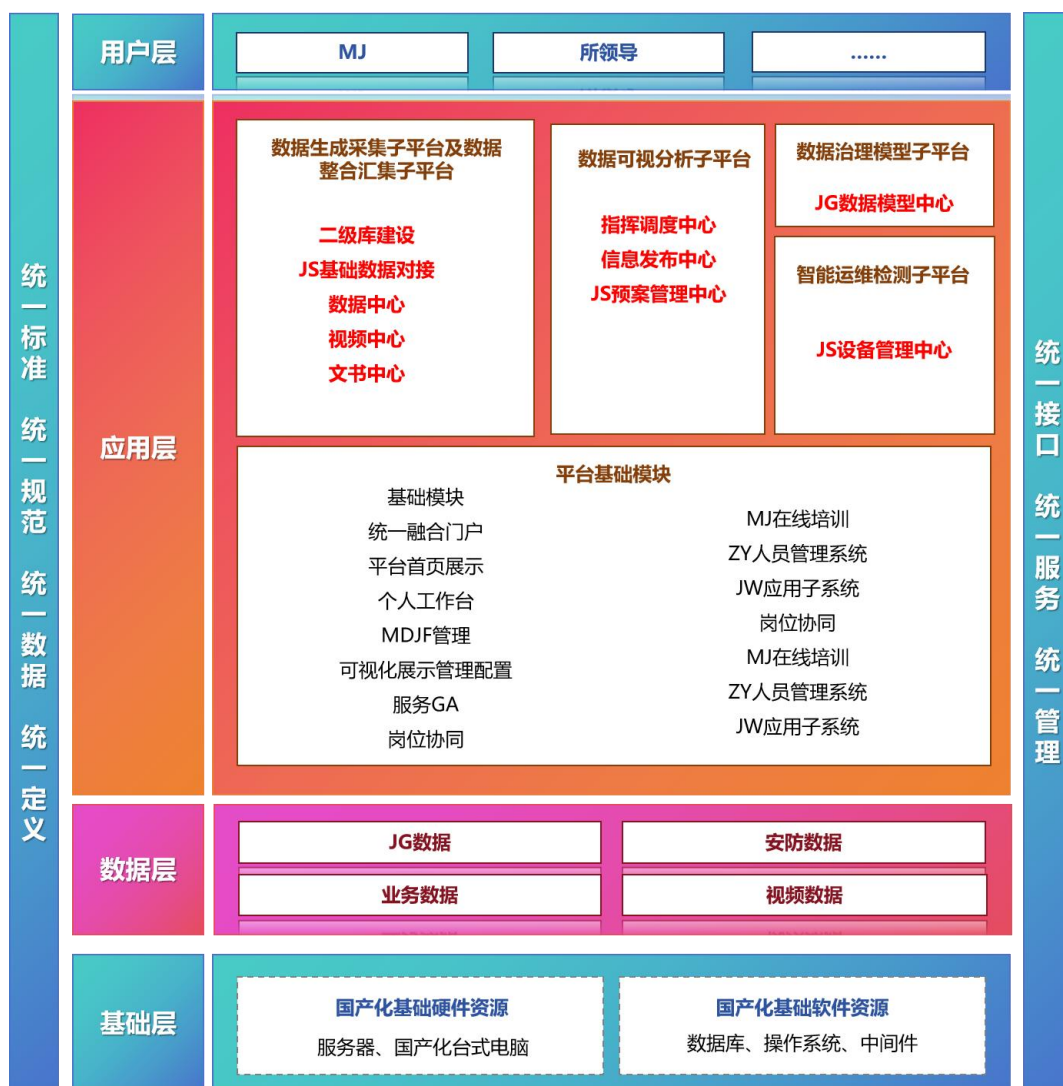 统一标准 统一规范 统一数据 统一定义
用户层
MJ
所领导
......
应用层
数据生成采集子平台及数据
整合汇集子平台
二级库建设
JS基础数据对接
数据中心
视频中心
文书中心
数据可视分析子平台
指挥调度中心
信息发布中心
JS预案管理中心
数据治理模型子平台
JG数据模型中心
智能运维检测子平台
JS设备管理中心
平台基础模块
基础模块
统一融合门户
平台首页展示
个人工作台
MDJF管理
可视化展示管理配置
服务GA
岗位协同
MJ在线培训
ZY人员管理系统
JW应用子系统
岗位协同
MJ在线培训
ZY人员管理系统
JW应用子系统
数据层
JG数据
安防数据
业务数据
视频数据
基础层
国产化基础硬件资源
服务器、国产化台式电脑
国产化基础软件资源
数据库、操作系统、中间件
统一接口 统一服务 统一管理